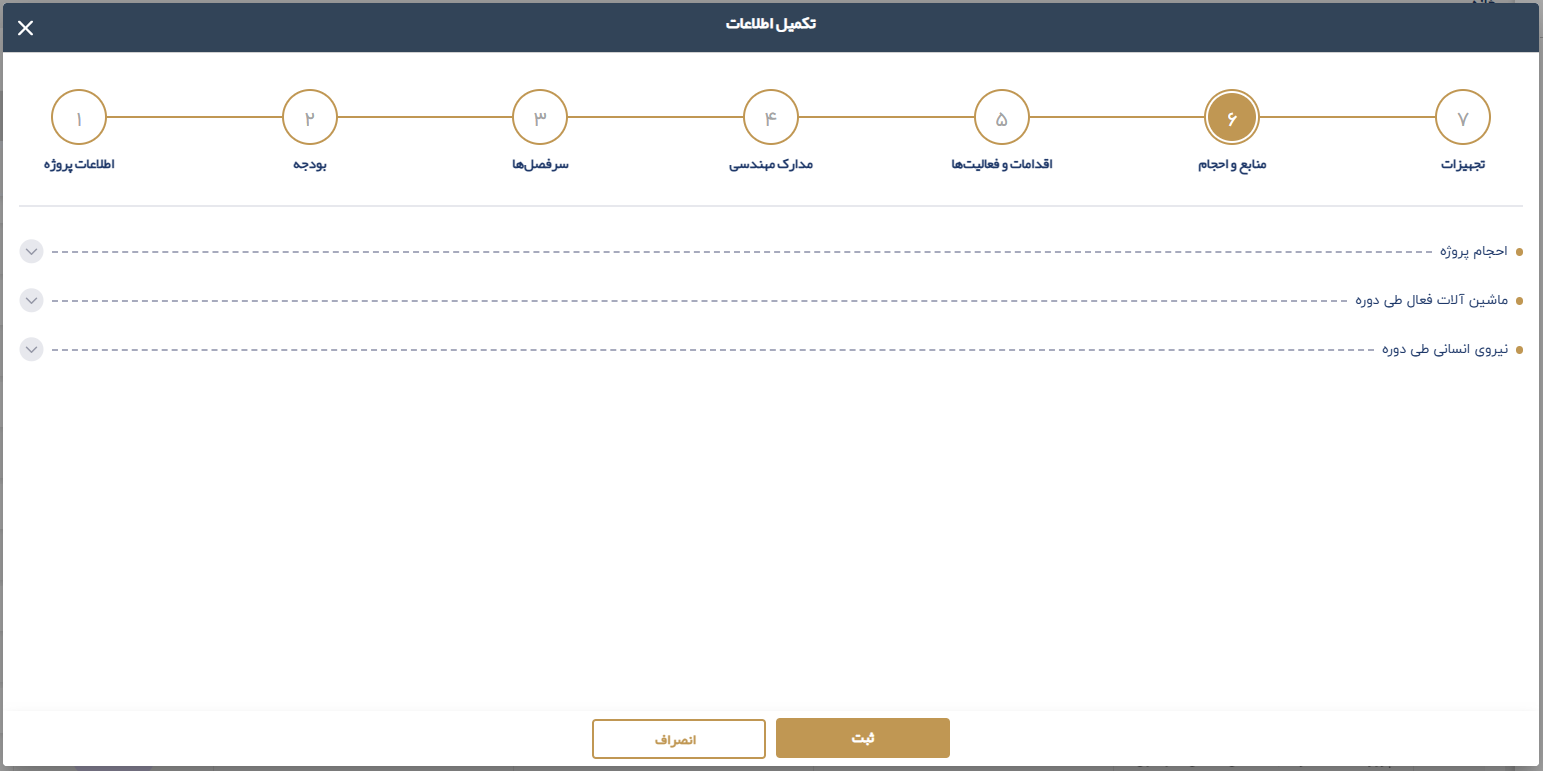 تکمیل اطلاعات
۱
۲
۳
۴
۵
۶
۷
اطلاعات پروژه
بودجه
سرفصل‌ها
مدارک مهندسی
اقدامات و فعالیت‌ها
منابع و احجام
تجهیزات
احجام پروژه
ماشین آلات فعال طی دوره
نیروی انسانی طی دوره
ثبت
انصراف